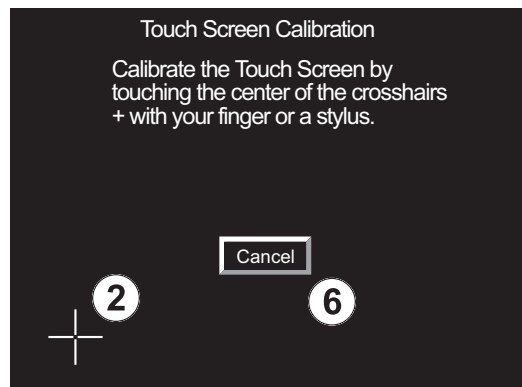 Touch Screen Calibration
Calibrate the Touch Screen by
touching the center of the crosshairs
+ with your finger or a stylus.
Cancel
2
6